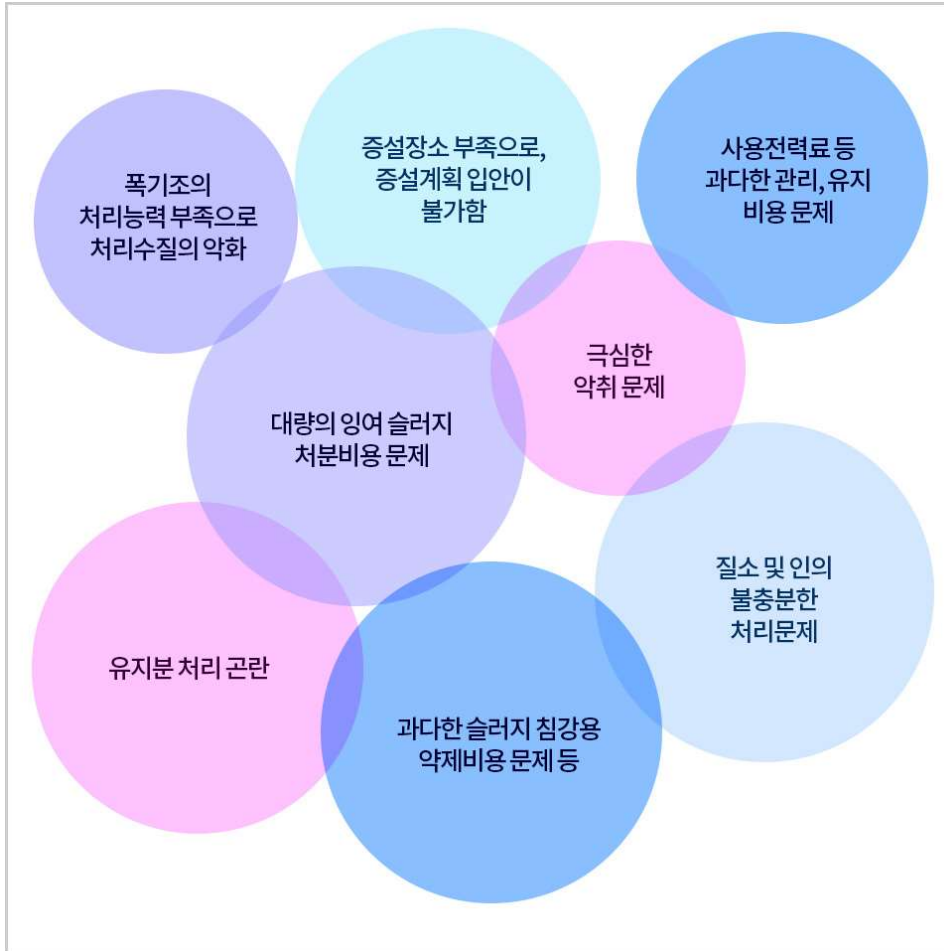 폭기조의
처리능력 부족으로
처리수질의 악화
증설장소 부족으로,
증설계획 입안이
불가함
사용전력료 등
과다한 관리, 유지
비용 문제
극심한
악취 문제
대량의 잉여 슬러지
처분비용 문제
질소 및 인의
불충분한
처리문제
유지분 처리 곤란
과다한 슬러지 침강용
약제비용 문제 등